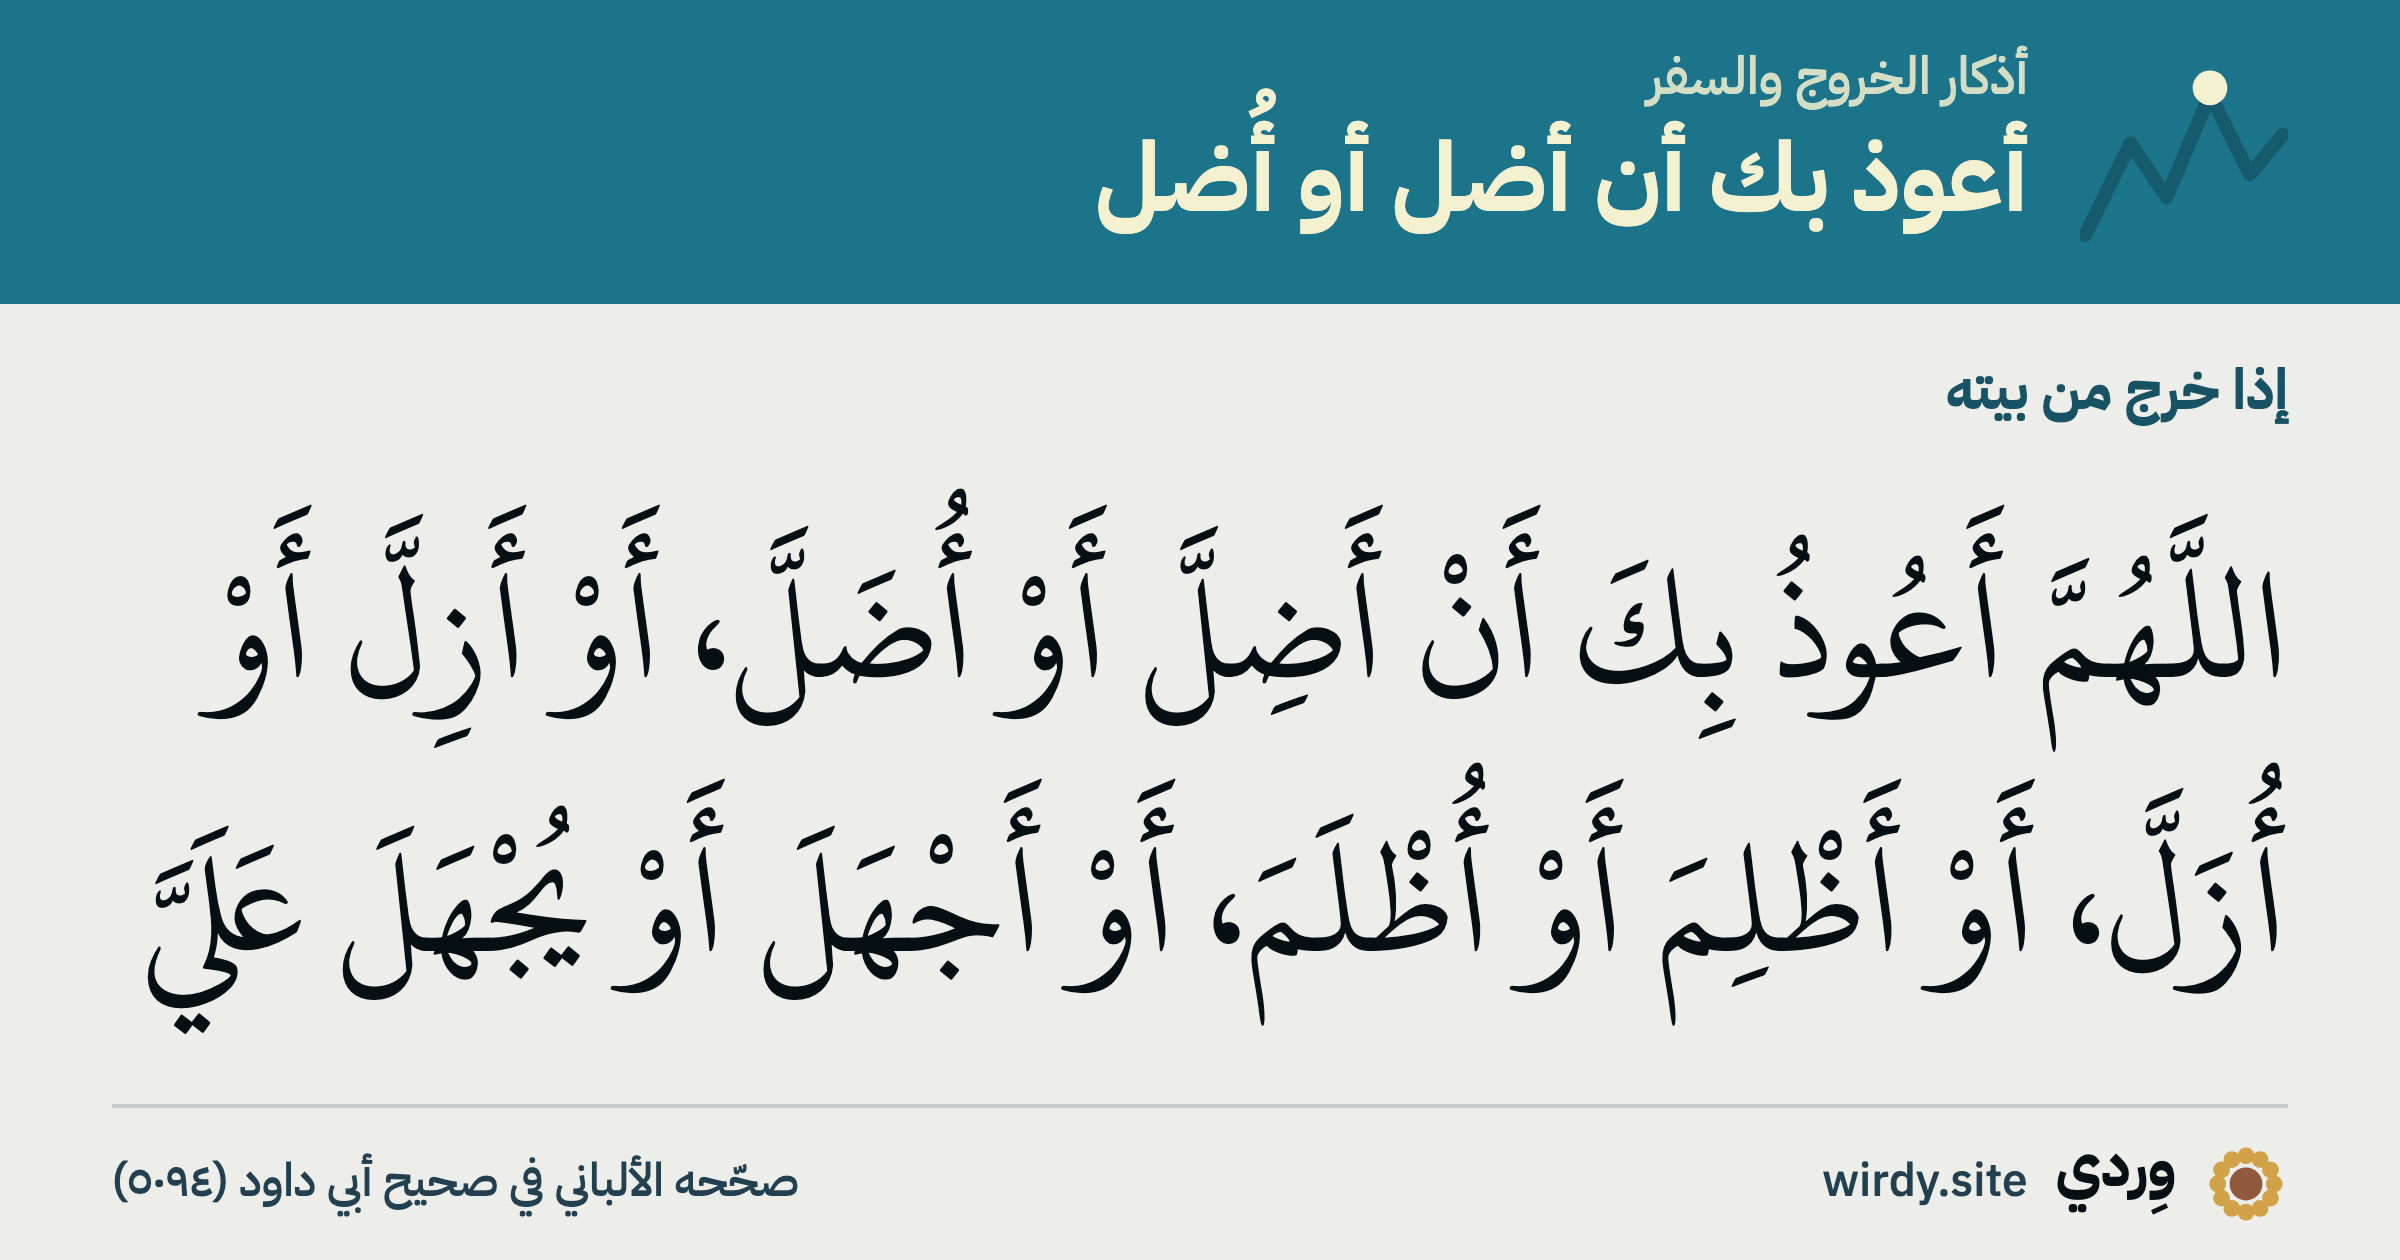 أذكار الخروج والسفر
أعوذ بك أن أضل أو أُضل
إذا خرج من بيته
اللَّهُمَّ أَعُوذُ بِكَ أَنْ أَضِلَّ أَوْ أُضَلَّ، أَوْ أَزِلَّ أَوْ
أُزَلَّ، أَوْ أَظْلِمَ أَوْ أُظْلَمَ، أَوْ أَجْهَلَ أَوْ يُجْهَلَ عَلَيَّ
وِردي wirdy.site
صحّحه الألباني في صحيح أبي داود (٥٠٩٤)